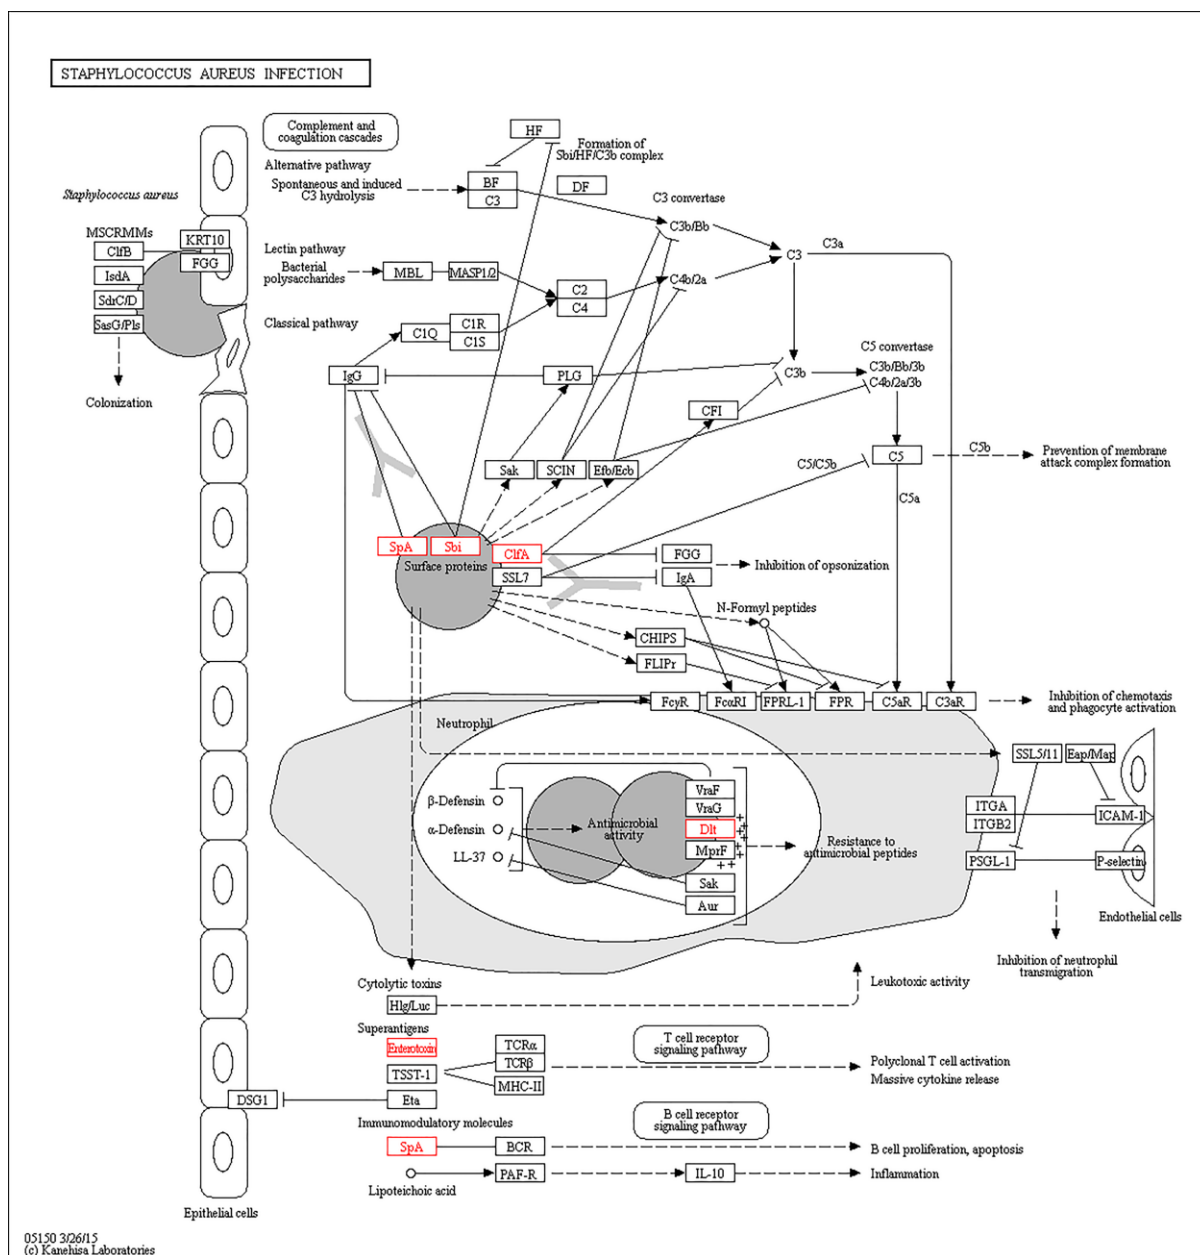 STAPHYLOCOCCUS AUREUS INFECTION
Complement and
coagulation cascades
HF
Formation of
Sbi/HF/C3b complex
Alternative pathway
Spontaneous and induced
C3 hydrolysis
BF
C3
DF
C3 convertase
C3b/Bb
C3
C3a
Staphylococcus aureus
MSCRMMs
ClfB
IsdA
SdrC/D
SasG/Pls
KRT10
FGG
Colonization
Lectin pathway
Bacterial
polysaccharides
MBL
MASP1/2
C2
C4
C4b/2a
Classical pathway
C1Q
C1R
C1S
IgG
PLG
C3b
C5 convertase
C3b/Bb/3b
C4b/2a/3b
CFI
Sak
SCIN
Efb/Ecb
C5/C5b
C5
C5b
Prevention of membrane
attack complex formation
C5a
SpA
Sbi
ClfA
Surface proteins
SSL7
FGG
IgA
Inhibition of opsonization
N-Formyl peptides
CHIPS
FLIPr
FcγR
FcαRI
FPRL-1
FPR
C5aR
C3aR
Inhibition of chemotaxis
and phagocyte activation
Neutrophil
SSL5/11
Eap/Map
β-Defensin
α-Defensin
LL-37
Antimicrobial
activity
VraF
VraG
Dlt
MprF
Sak
Aur
+
+ +
+ +
+ +
+
+ +
Resistance to
antimicrobial peptides
ITGA
ITGB2
ICAM-1
PSGL-1
P-selectin
Endothelial cells
Inhibition of neutrophil
transmigration
Cytolytic toxins
Hlg/Luc
Leukotoxic activity
Superantigens
Enterotoxin
TSST-1
Eta
DSG1
TCRα
TCRβ
MHC-II
T cell receptor
signaling pathway
Polyclonal T cell activation
Massive cytokine release
Immunomodulatory molecules
SpA
BCR
B cell receptor
signaling pathway
B cell proliferation, apoptosis
Lipoteichoic acid
PAF-R
IL-10
Inflammation
Epithelial cells
05150 3/26/15
(c) Kanehisa Laboratories